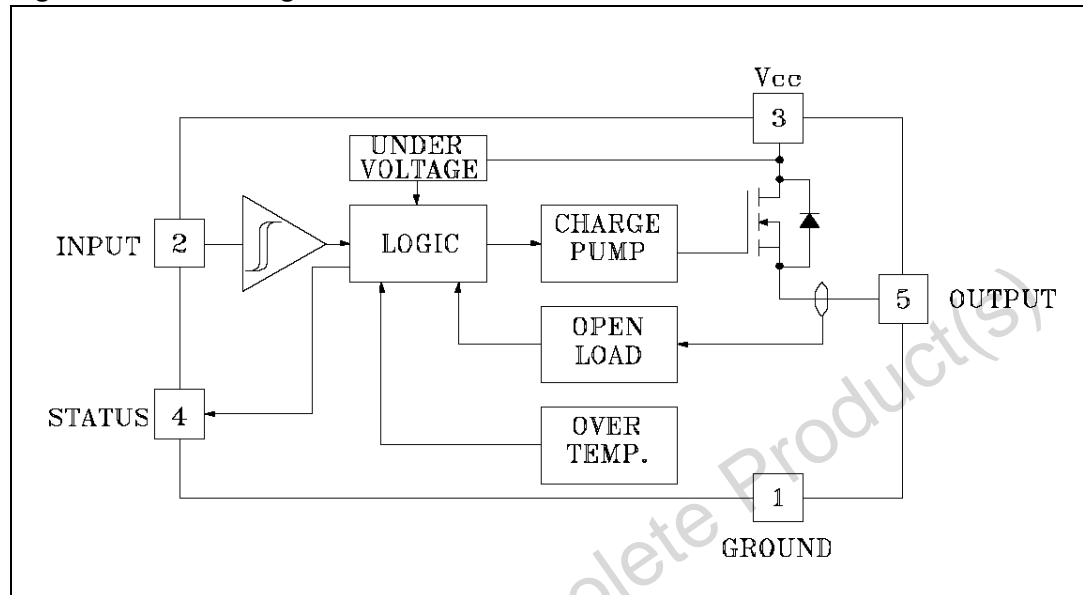 Vcc
3
UNDER
VOLTAGE
INPUT
2
LOGIC
CHARGE
PUMP
5
OUTPUT
OPEN
LOAD
STATUS
4
OVER
TEMP.
1
GROUND
Product(s)